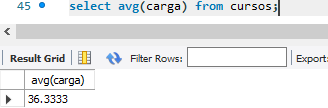 45 select avg(carga) from cursos;
Result Grid Filter Rows: Export:
avg(carga)
36.3333